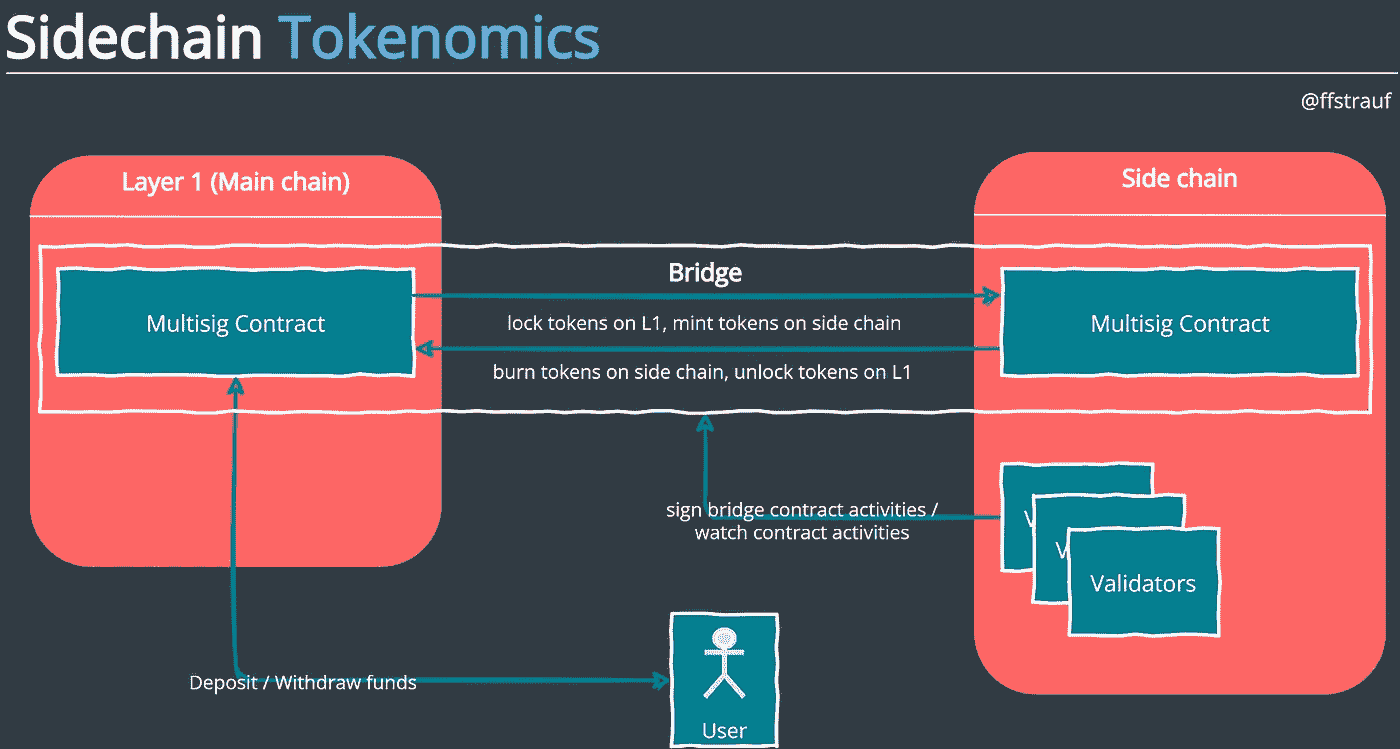 Sidechain Tokenomics
@ffstrauf
Layer 1 (Main chain)
Side chain
Bridge
Multisig Contract
lock tokens on L1, mint tokens on side chain
Multisig Contract
burn tokens on side chain, unlock tokens on L1
sign bridge contract activities /
watch contract activities
Validators
Deposit / Withdraw funds
User